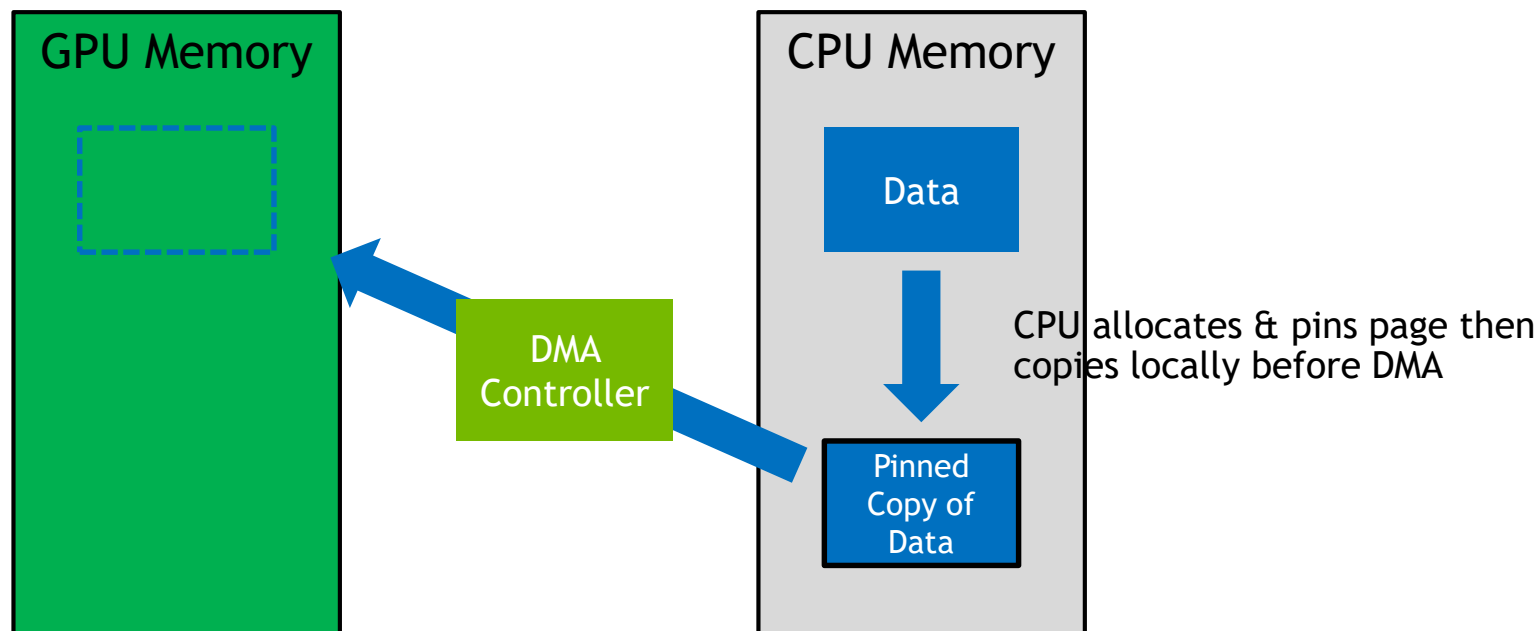 GPU Memory
CPU Memory
Data
CPU allocates & pins page then
copies locally before DMA
DMA
Controller
Pinned
Copy of
Data